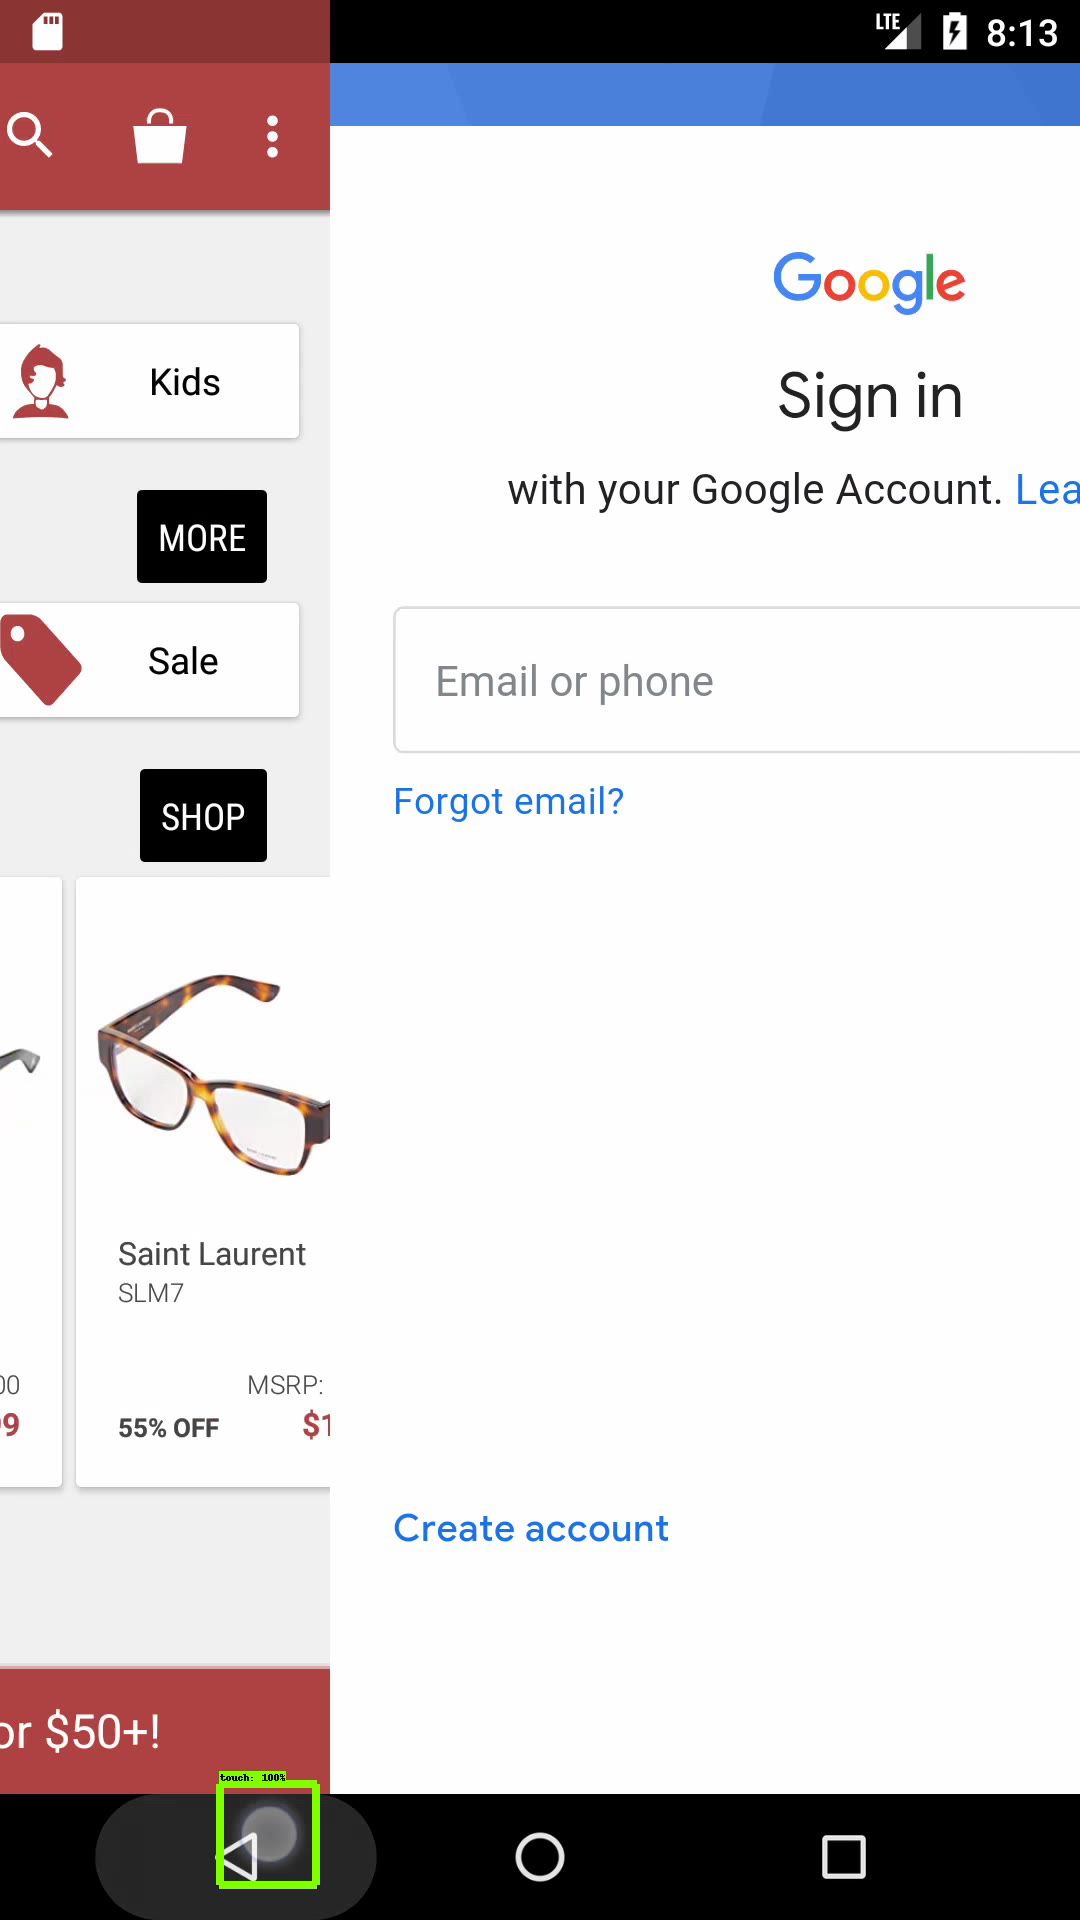 LTE 8:13
Kids
MORE
Sale
SHOP
Saint Laurent
SLM7
00
MSRP:
9
55% OFF
$1
or $50+!
Google
Sign in
with your Google Account. Lea
Email or phone
Forgot email?
Create account
touch: 100%